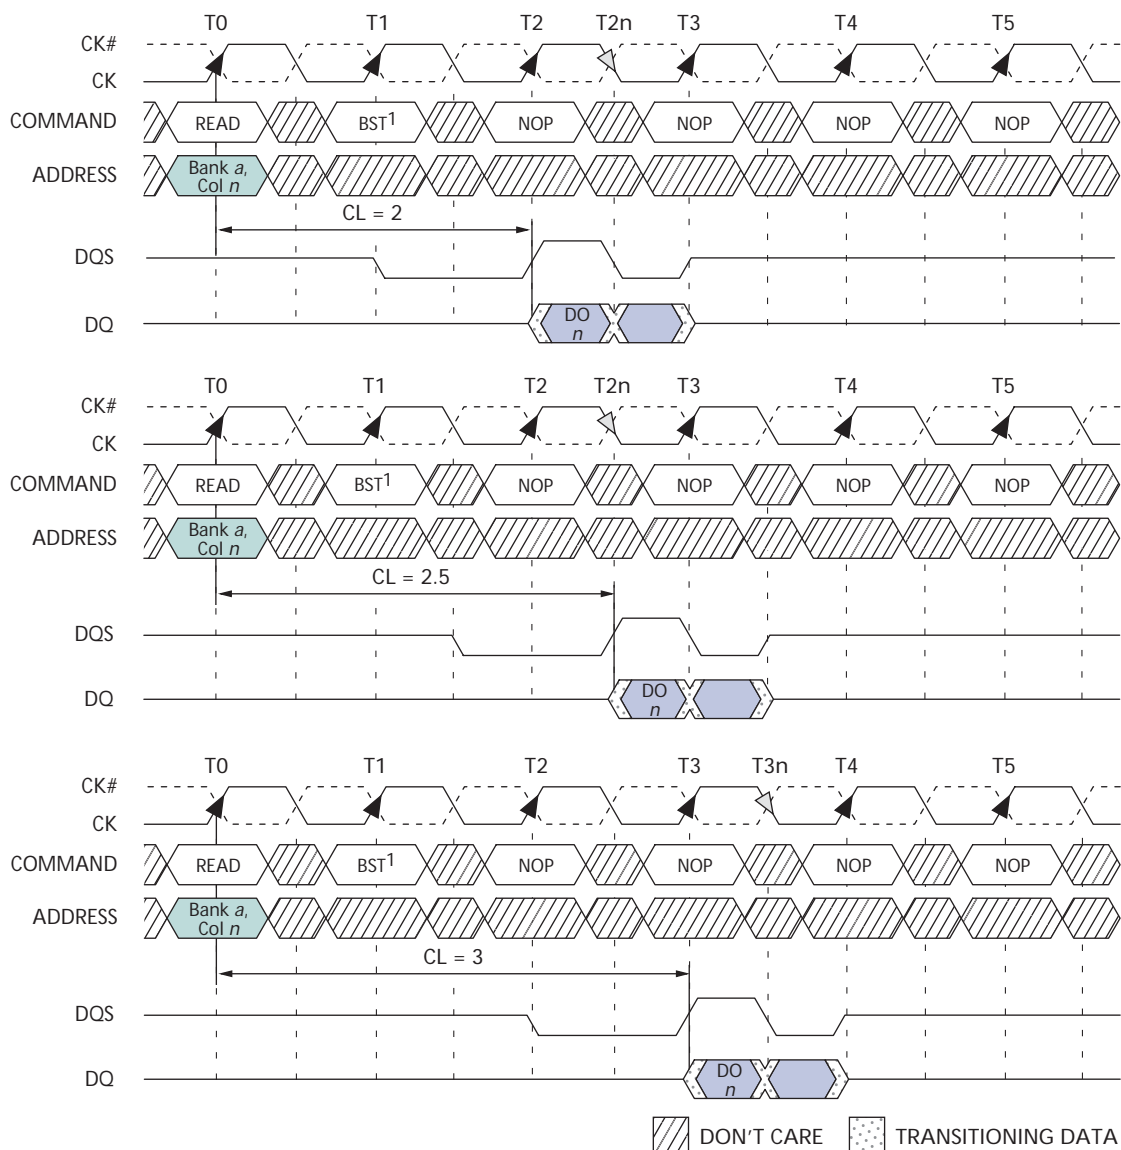 T0 T1 T2 T2n T3 T4 T5
CK#
CK
COMMAND READ BST1 NOP NOP NOP NOP
ADDRESS Bank a,
Col n
CL = 2
DQS
DQ DO
n
T0 T1 T2 T2n T3 T4 T5
CK#
CK
COMMAND READ BST1 NOP NOP NOP NOP
ADDRESS Bank a,
Col n
CL = 2.5
DQS
DQ DO
n
T0 T1 T2 T3 T3n T4 T5
CK#
CK
COMMAND READ BST1 NOP NOP NOP NOP
ADDRESS Bank a,
Col n
CL = 3
DQS
DQ DO
n
DON'T CARE TRANSITIONING DATA